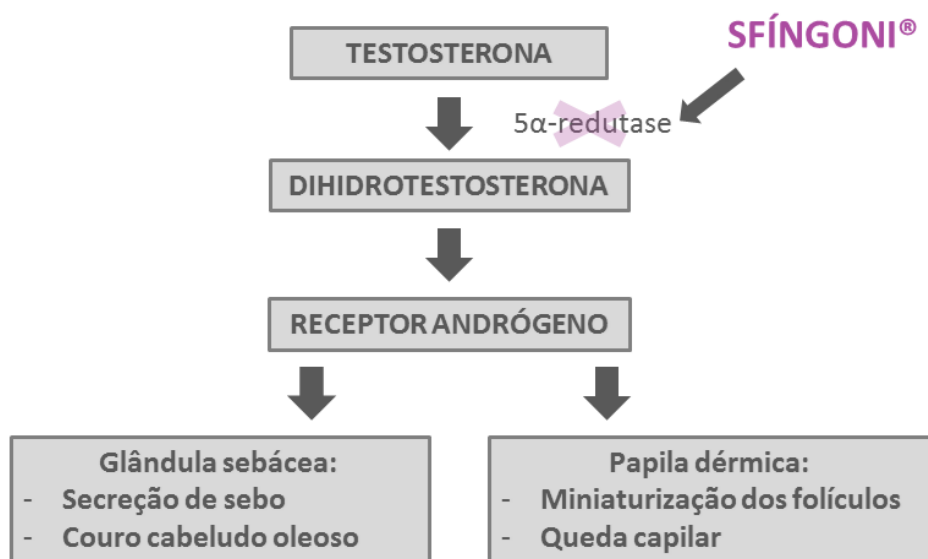 SFÍNGONI®
TESTOSTERONA
5α-redutase
DIHIDROTESTOSTERONA
RECEPTOR ANDRÓGENO
Glândula sebácea:
- Secreção de sebo
- Couro cabeludo oleoso
Papila dérmica:
- Miniaturização dos folículos
- Queda capilar